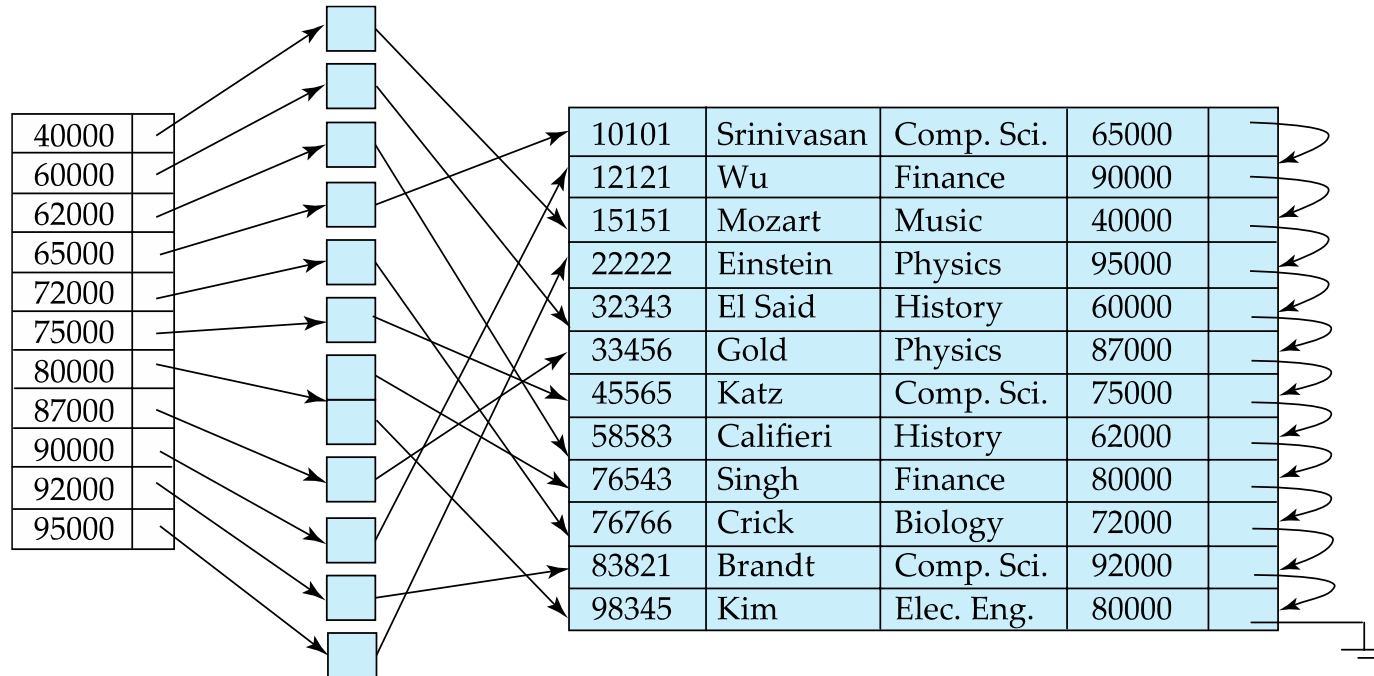 40000
60000
62000
65000
72000
75000
80000
87000
90000
92000
95000
10101 Srinivasan Comp. Sci. 65000
12121 Wu Finance 90000
15151 Mozart Music 40000
22222 Einstein Physics 95000
32343 El Said History 60000
33456 Gold Physics 87000
45565 Katz Comp. Sci. 75000
58583 Califieri History 62000
76543 Singh Finance 80000
76766 Crick Biology 72000
83821 Brandt Comp. Sci. 92000
98345 Kim Elec. Eng. 80000